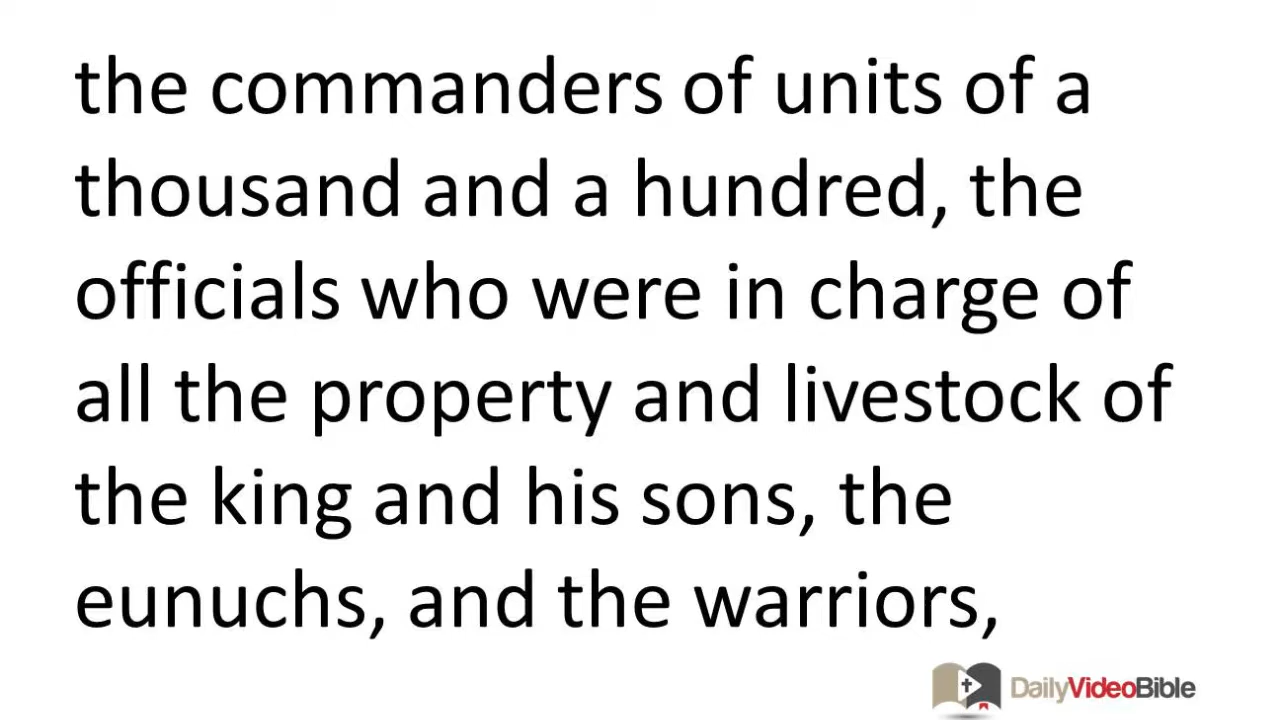 the commanders of units of a
thousand and a hundred, the
officials who were in charge of
all the property and livestock of
the king and his sons, the
eunuchs, and the warriors,
DailyVideoBible